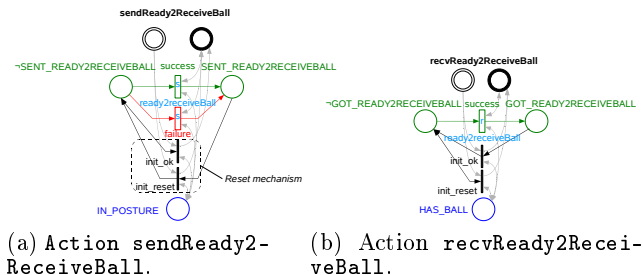 sendReady2ReceiveBall
¬SENT_READY2RECEIVEBALL success SENT_READY2RECEIVEBALL
s
ready2receiveBall
s
failure
init_ok
init_reset
Reset mechanism
IN_POSTURE
(a) Action sendReady2-
ReceiveBall.
recvReady2ReceiveBall
¬GOT_READY2RECEIVEBALL success GOT_READY2RECEIVEBALL
r
ready2receiveBall
init_ok
init_reset
HAS_BALL
(b) Action recvReady2Recei-
veBall.